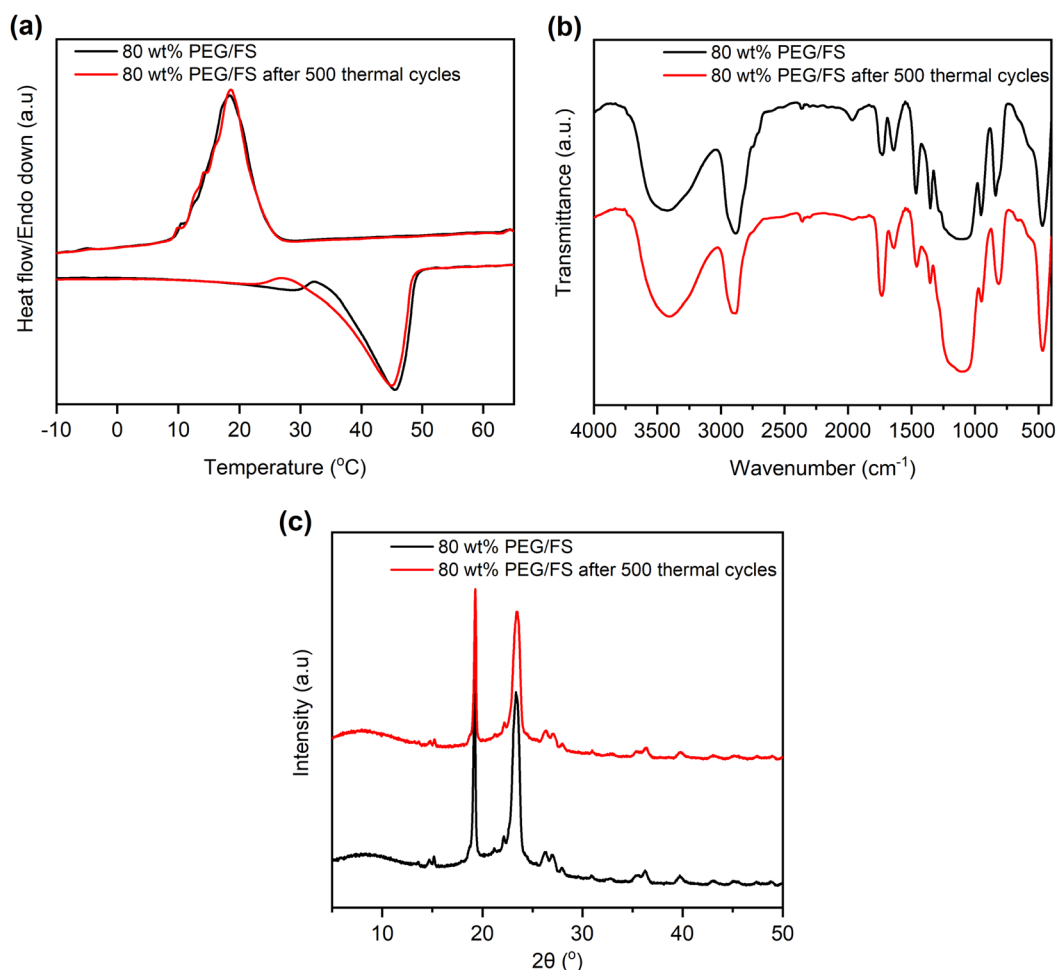 (a)
80 wt% PEG/FS
80 wt% PEG/FS after 500 thermal cycles
Heat flow/Endo down (a.u)
-10 0 10 20 30 40 50 60
Temperature (°C)
(b)
80 wt% PEG/FS
80 wt% PEG/FS after 500 thermal cycles
Transmittance (a.u.)
4000 3500 3000 2500 2000 1500 1000 500
Wavenumber (cm⁻¹)
(c)
80 wt% PEG/FS
80 wt% PEG/FS after 500 thermal cycles
Intensity (a.u)
10 20 30 40 50
2θ (°)